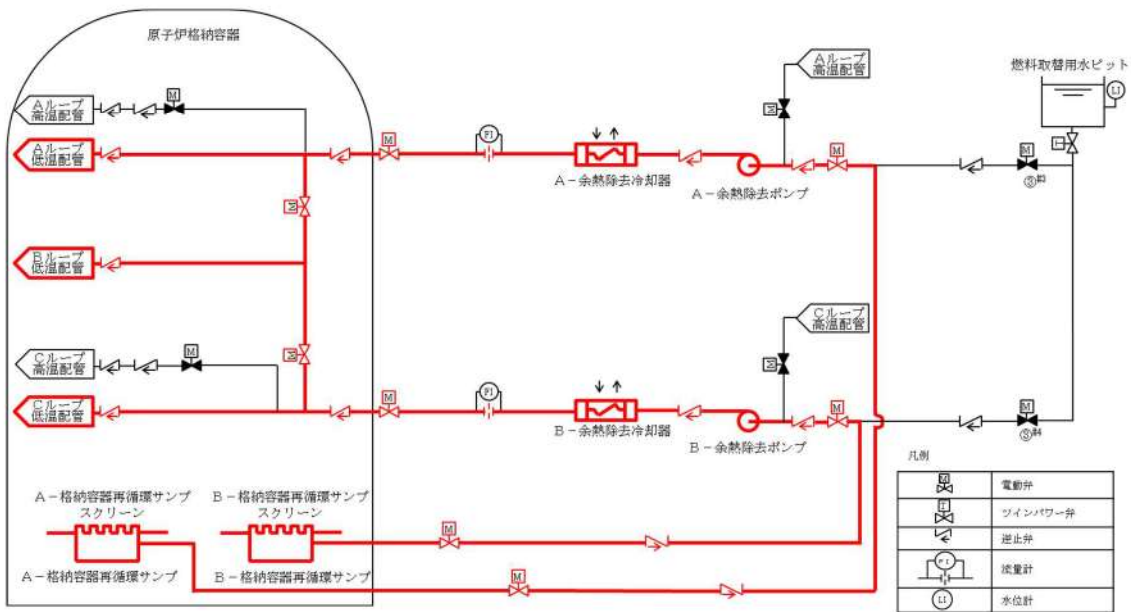 原子炉格納容器
Aループ
高温配管
Aループ
低温配管
Bループ
低温配管
Cループ
高温配管
Cループ
低温配管
M
M
M
M
M
M
FI
FI
A-余熱除去冷却器
B-余熱除去冷却器
Aループ
高温配管
M
M
A-余熱除去ポンプ
Cループ
高温配管
M
M
B-余熱除去ポンプ
燃料取替用水ピット
LI
T
M
M
A-格納容器再循環サンプ
スクリーン
A-格納容器再循環サンプ
B-格納容器再循環サンプ
スクリーン
B-格納容器再循環サンプ
M
M
凡例
M
電動弁
T
ツインパワー弁
逆止弁
FI
流量計
LI
水位計